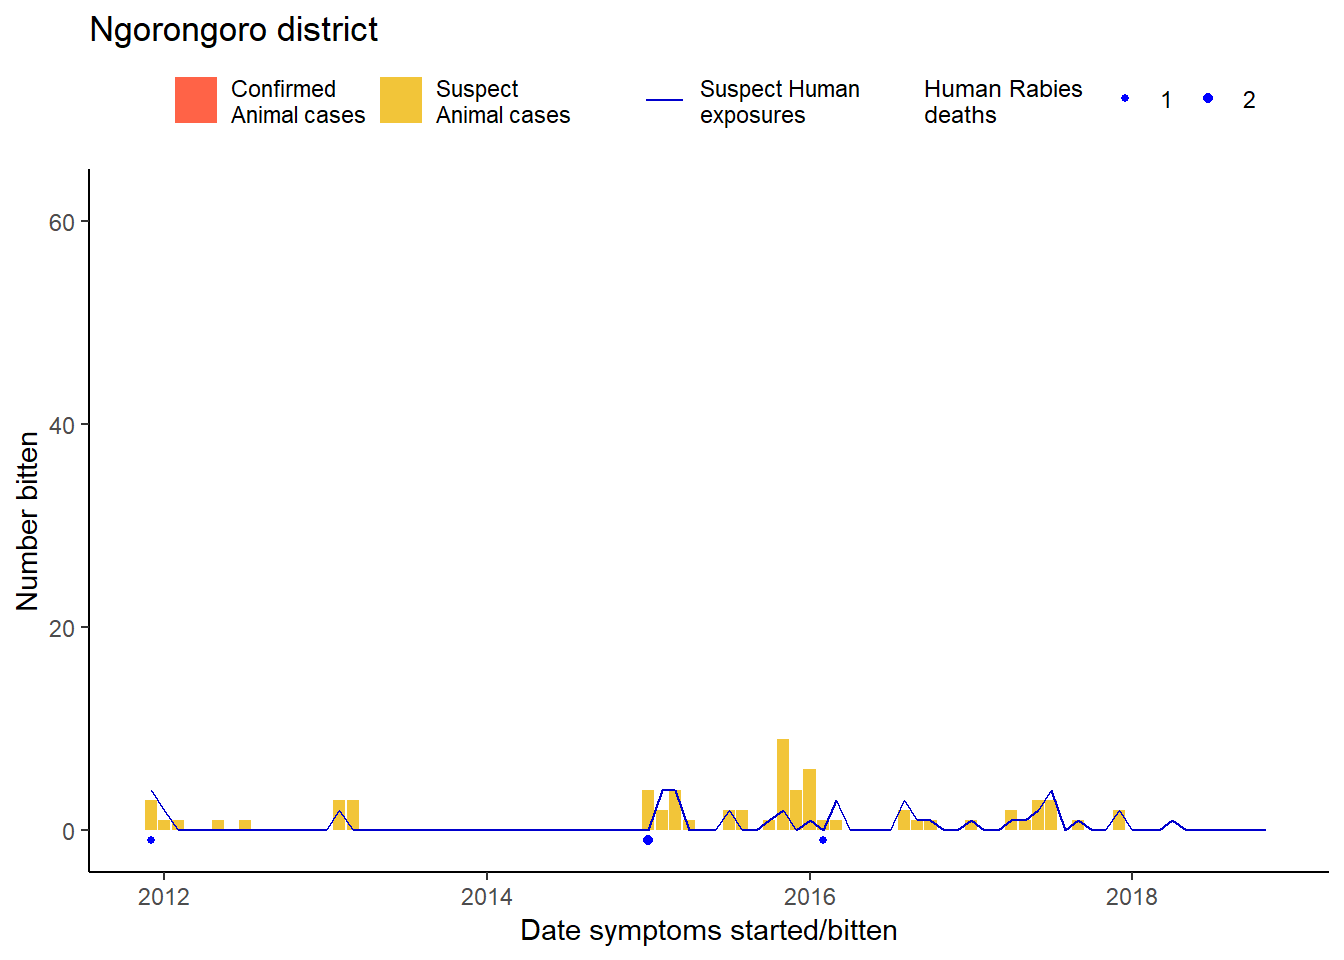 Ngorongoro district
Confirmed
Animal cases
Suspect
Animal cases
Suspect Human
exposures
Human Rabies
deaths
1
2
Number bitten
60
40
20
0
2012
2014
2016
2018
Date symptoms started/bitten